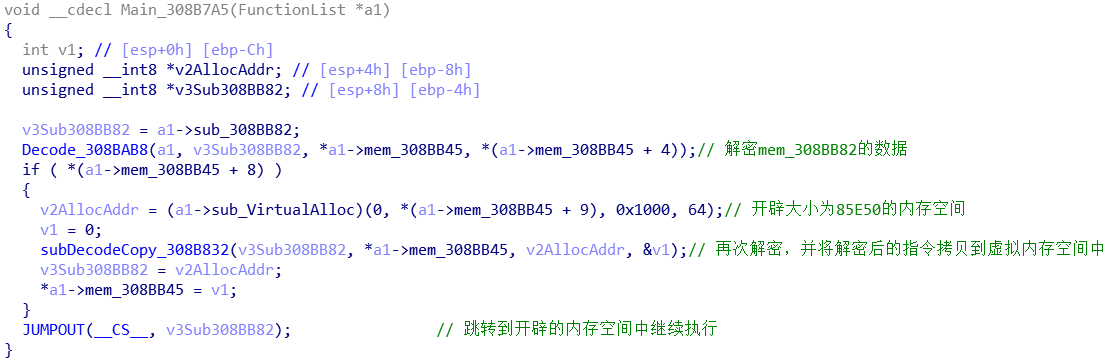 void __cdecl Main_308B7A5(FunctionList *a1)
{
  int v1; // [esp+0h] [ebp-Ch]
  unsigned __int8 *v2AllocAddr; // [esp+4h] [ebp-8h]
  unsigned __int8 *v3Sub308BB82; // [esp+8h] [ebp-4h]

  v3Sub308BB82 = a1->sub_308BB82;
  Decode_308BAB8(a1, v3Sub308BB82, *a1->mem_308BB45, *(a1->mem_308BB45 + 4));// 解密mem_308BB82的数据
  if ( *(a1->mem_308BB45 + 8) )
  {
    v2AllocAddr = (a1->sub_VirtualAlloc)(0, *(a1->mem_308BB45 + 9), 0x1000, 64);// 开辟大小为85E50的内存空间
    v1 = 0;
    subDecodeCopy_308B832(v3Sub308BB82, *a1->mem_308BB45, v2AllocAddr, &v1);// 再次解密，并将解密后的指令拷贝到虚拟内存空间中
    v3Sub308BB82 = v2AllocAddr;
    *a1->mem_308BB45 = v1;
  }
  JUMPOUT(__CS__, v3Sub308BB82);                // 跳转到开辟的内存空间中继续执行
}